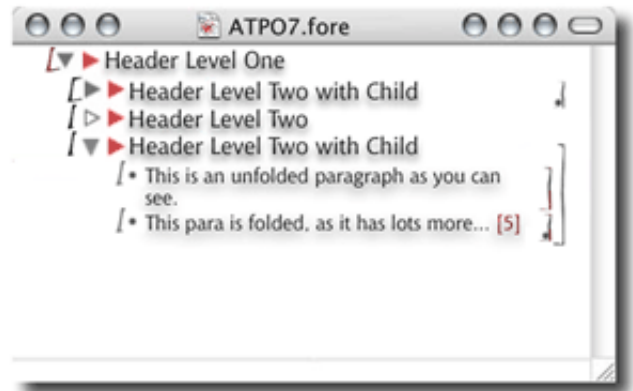 ATPO7.fore
Header Level One
Header Level Two with Child
Header Level Two
Header Level Two with Child
• This is an unfolded paragraph as you can
see.
• This para is folded, as it has lots more... [5]